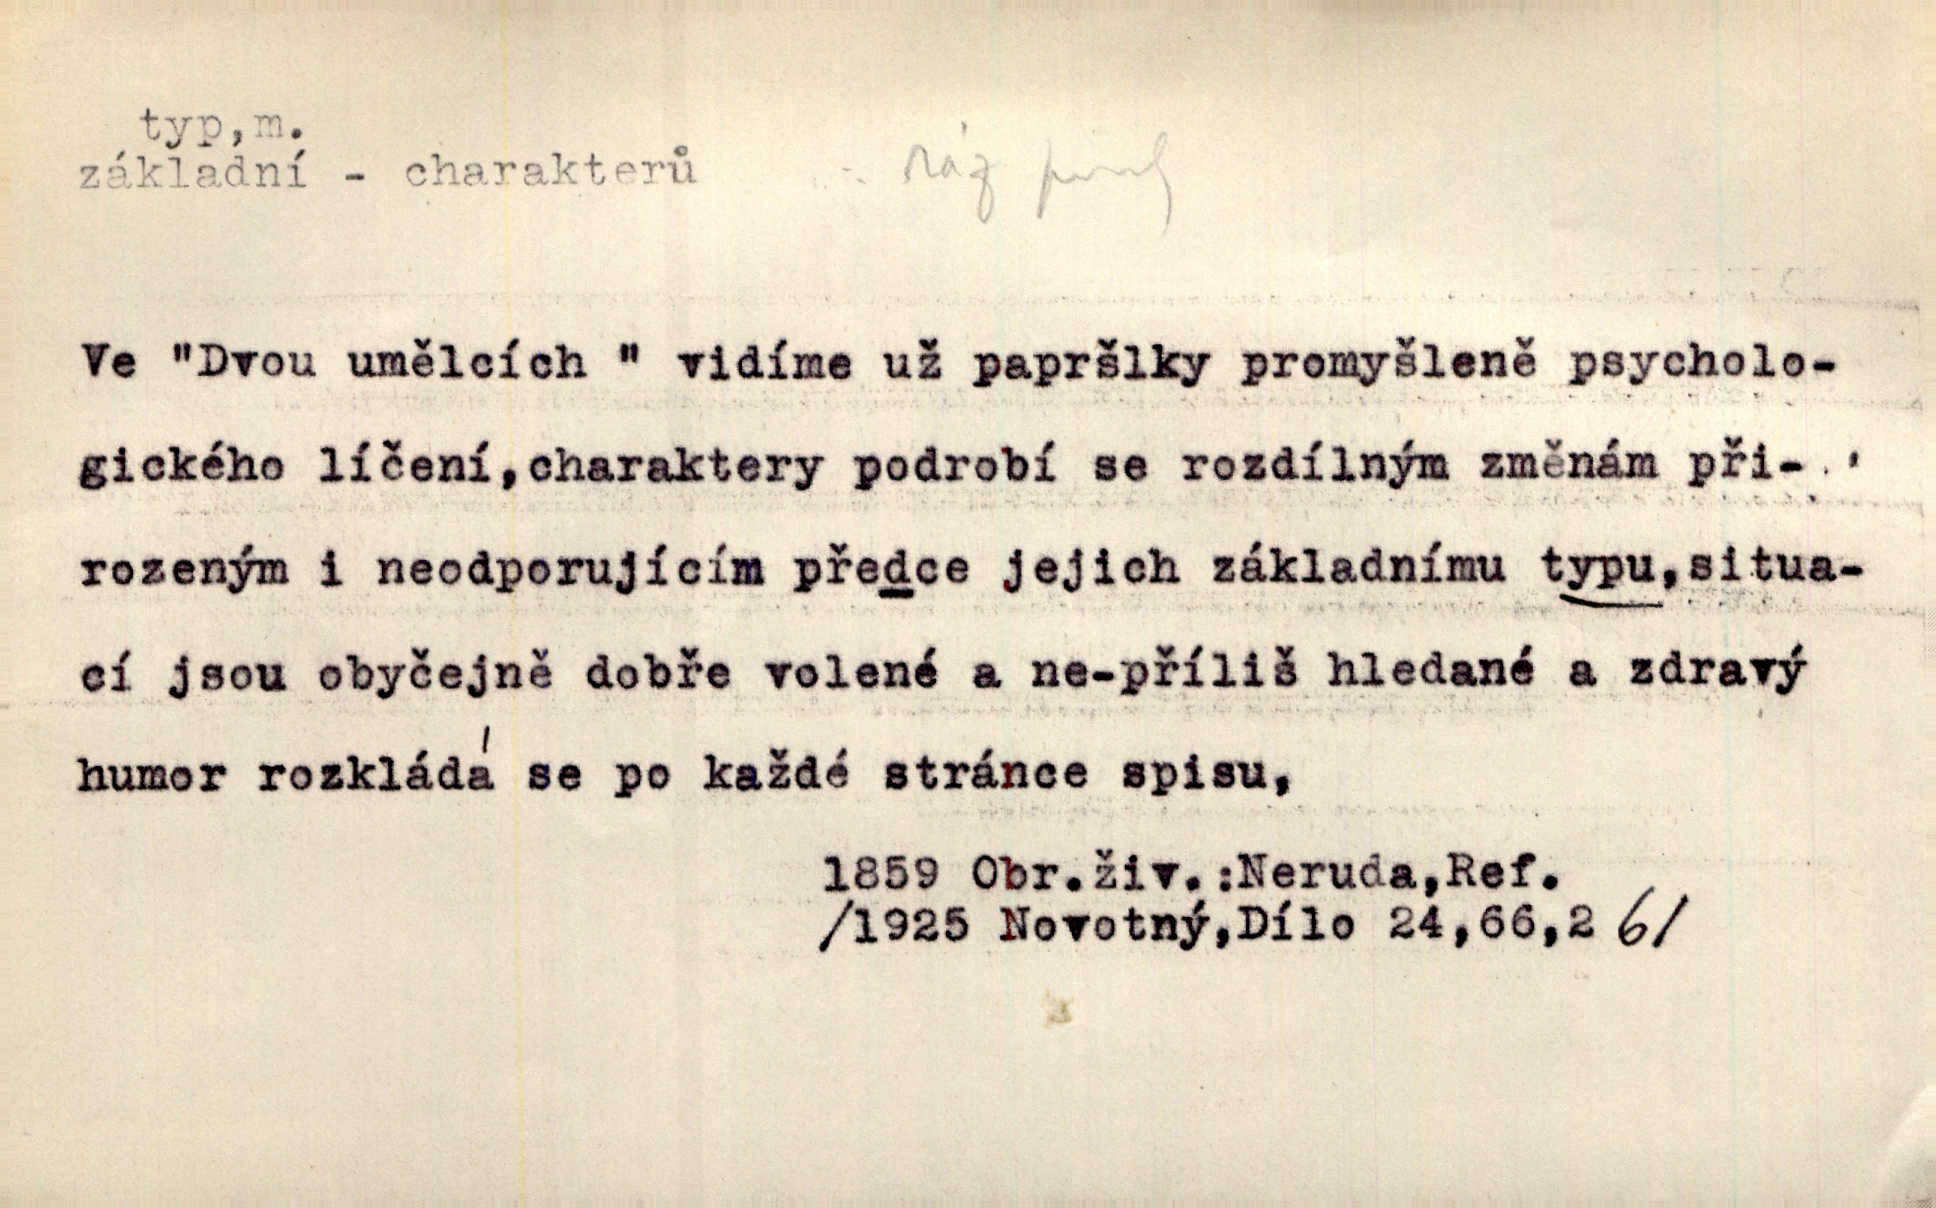 typ,m.
základní - charakterů
ráz
Ve "Dvou umělcích " vidíme už papršlky promyšleně psycholo-
gického líčení,charaktery podrobí se rozdílným změnám při-
rozeným i neodporujícím předce jejich základnímu typu,situa-
cí jsou obyčejně dobře volené a ne-příliš hledané a zdravý
humor rozkládá se po každé stránce spisu,
1859 Obr.živ.:Neruda,Ref.
/1925 Novotný,Dílo 24,66,2 61/